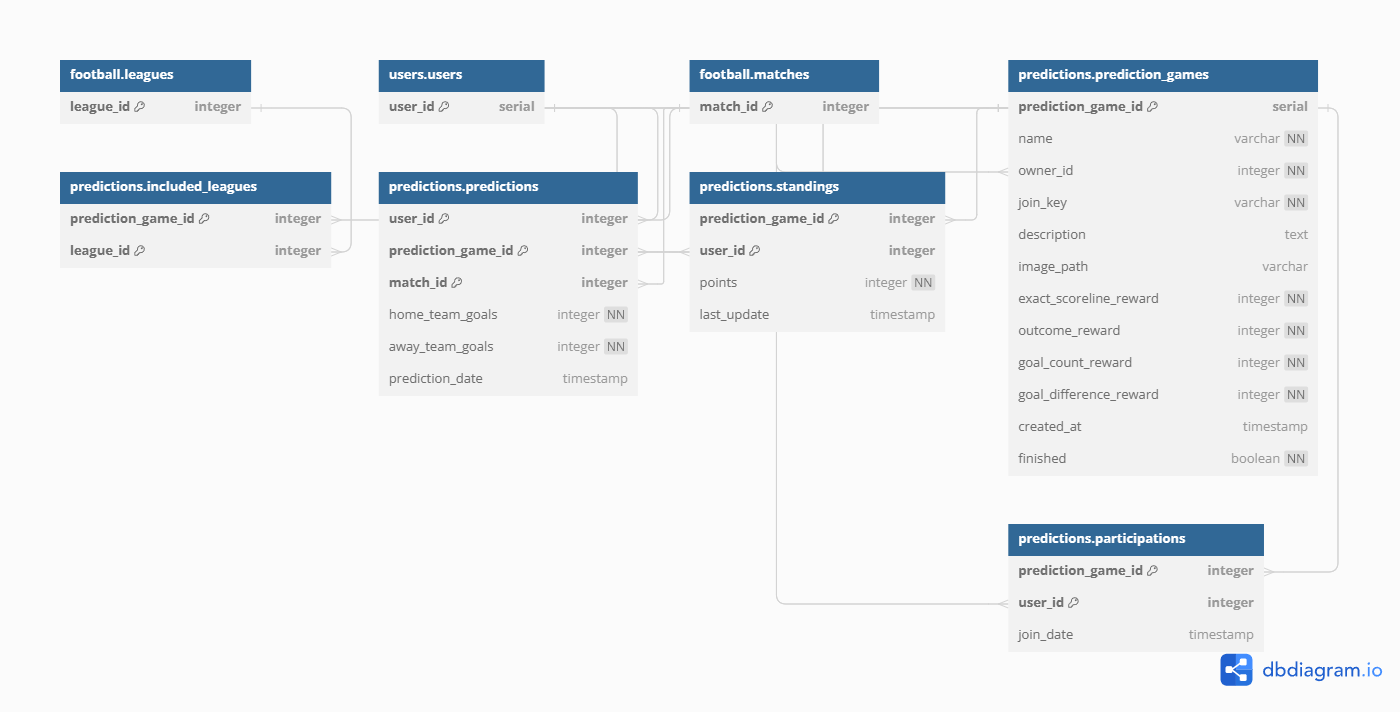 football.leagues
league_id integer
users.users
user_id serial
football.matches
match_id integer
predictions.prediction_games
prediction_game_id serial
name varchar NN
owner_id integer NN
join_key varchar NN
description text
image_path varchar
exact_scoreline_reward integer NN
outcome_reward integer NN
goal_count_reward integer NN
goal_difference_reward integer NN
created_at timestamp
finished boolean NN
predictions.included_leagues
prediction_game_id integer
league_id integer
predictions.predictions
user_id integer
prediction_game_id integer
match_id integer
home_team_goals integer NN
away_team_goals integer NN
prediction_date timestamp
predictions.standings
prediction_game_id integer
user_id integer
points integer NN
last_update timestamp
predictions.participations
prediction_game_id integer
user_id integer
join_date timestamp
dbdiagram.io